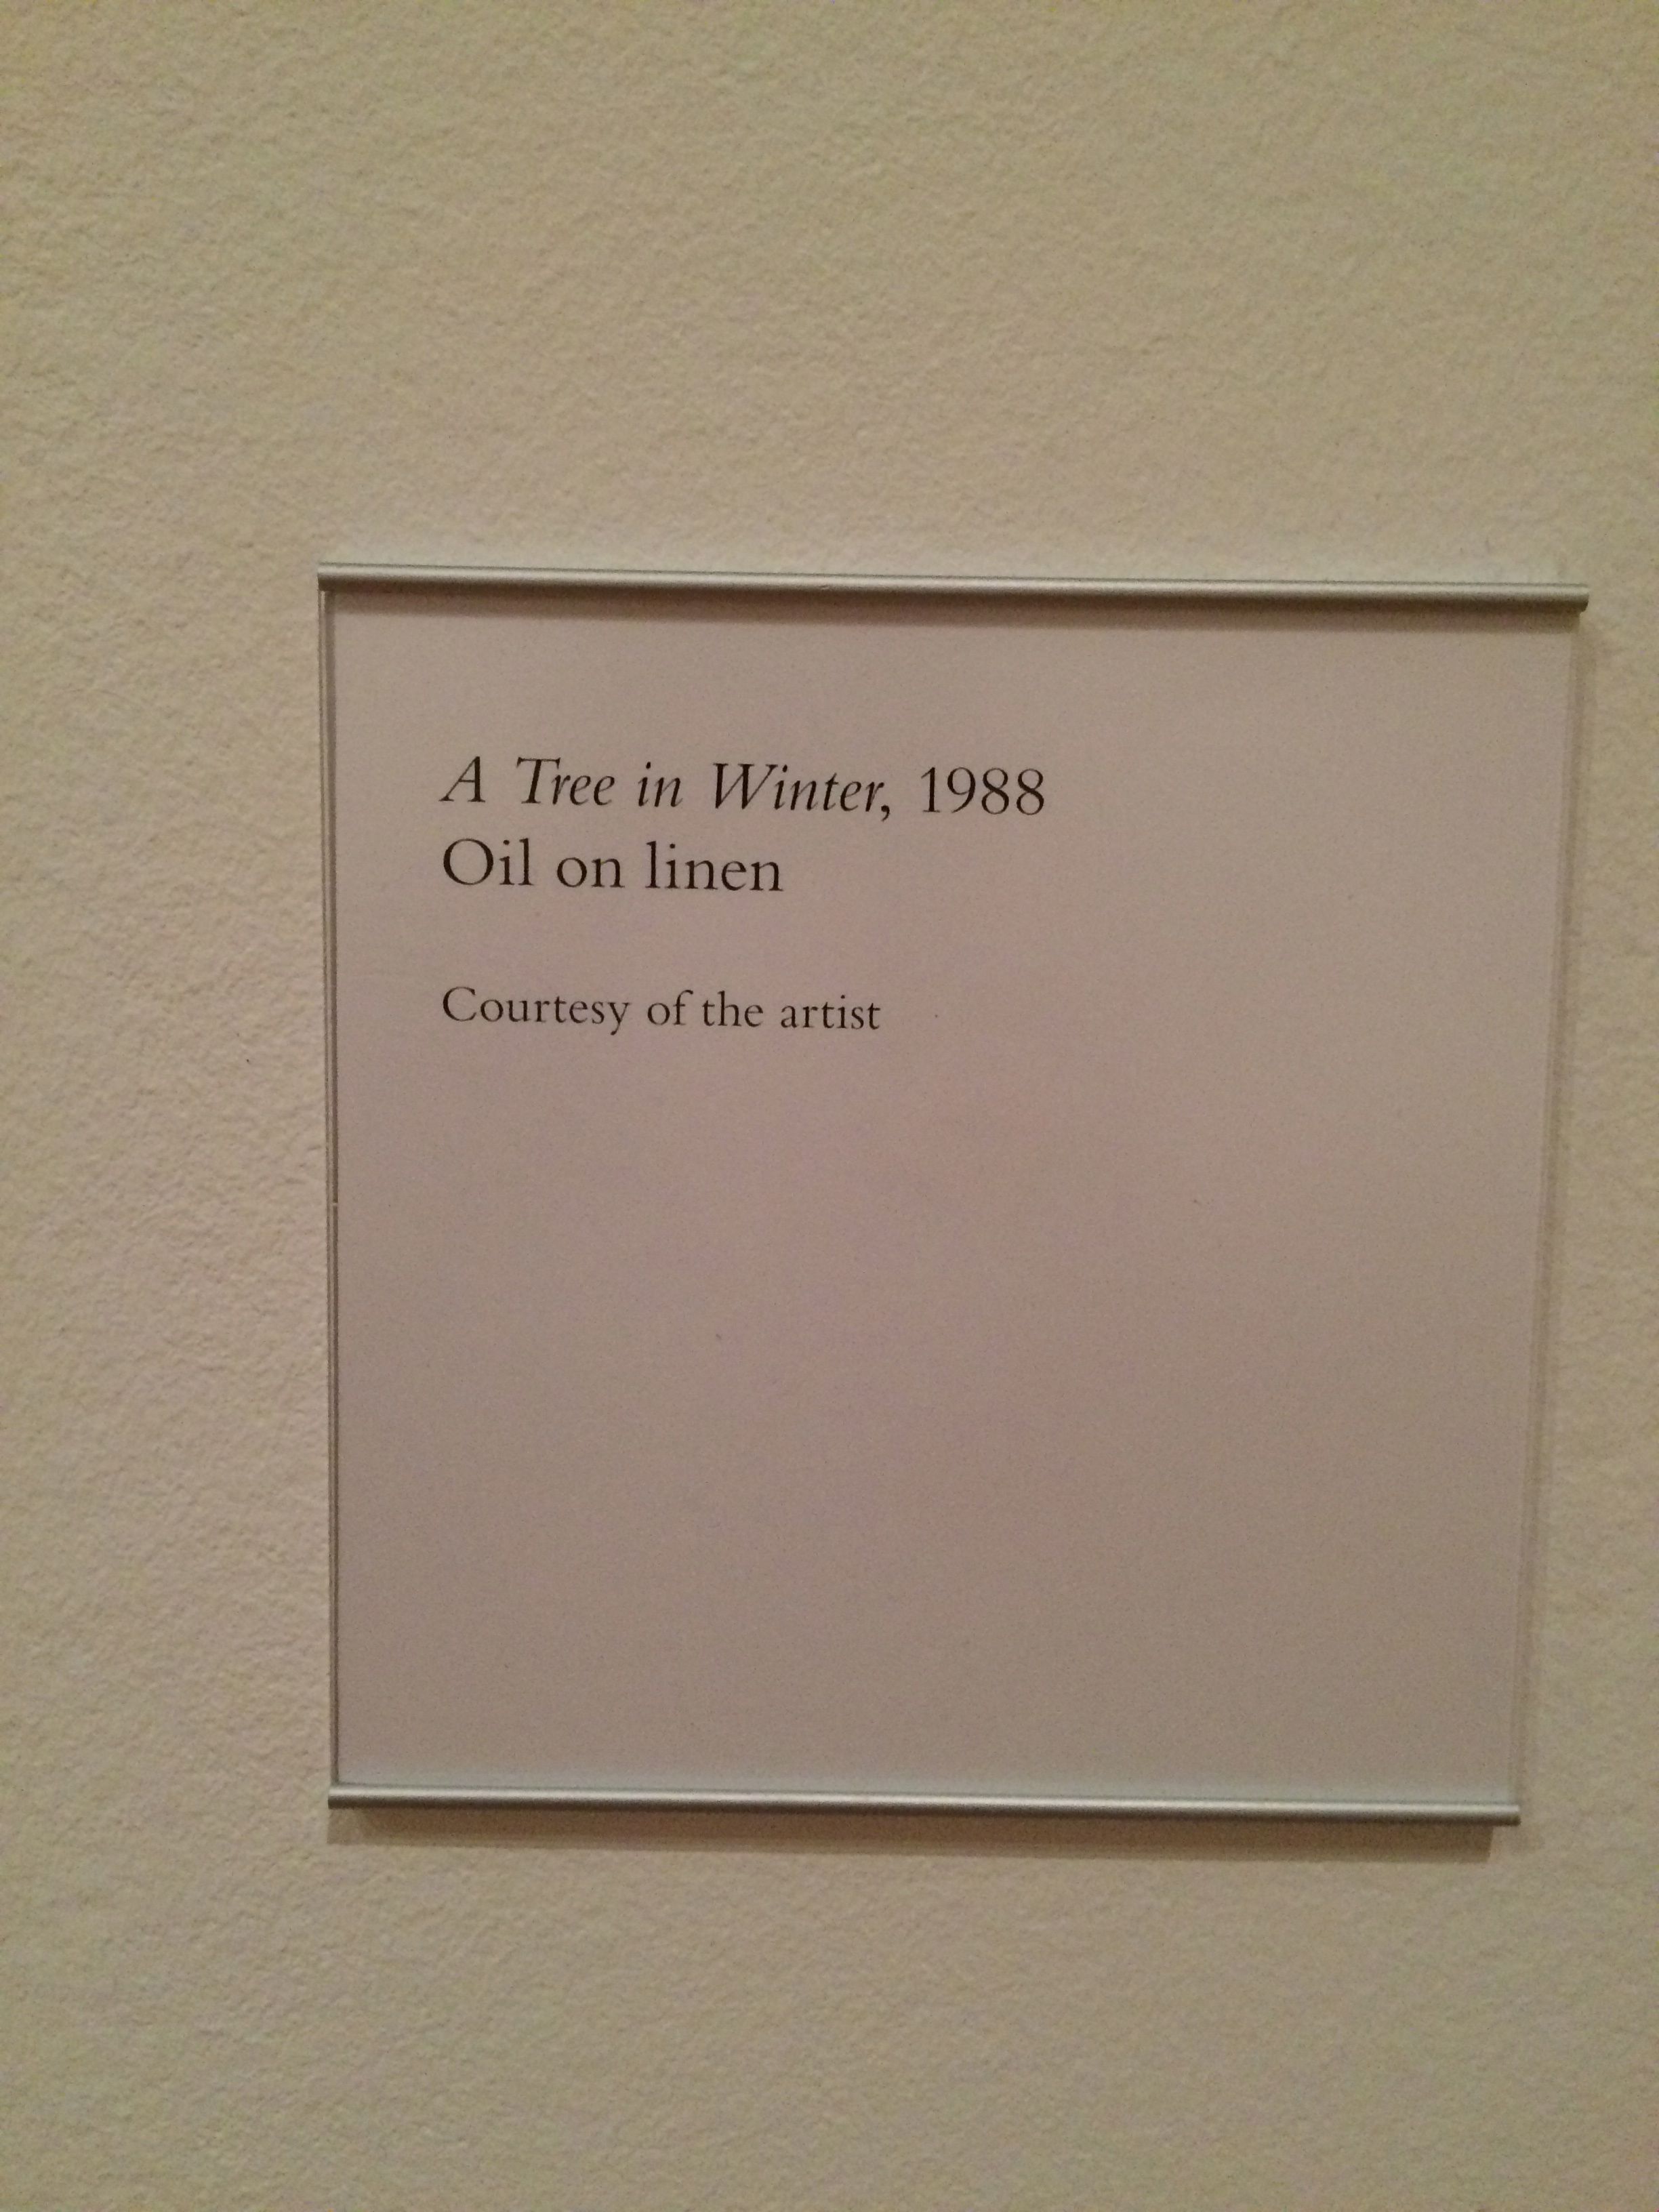 A Tree in Winter, 1988
Oil on linen
Courtesy of the artist